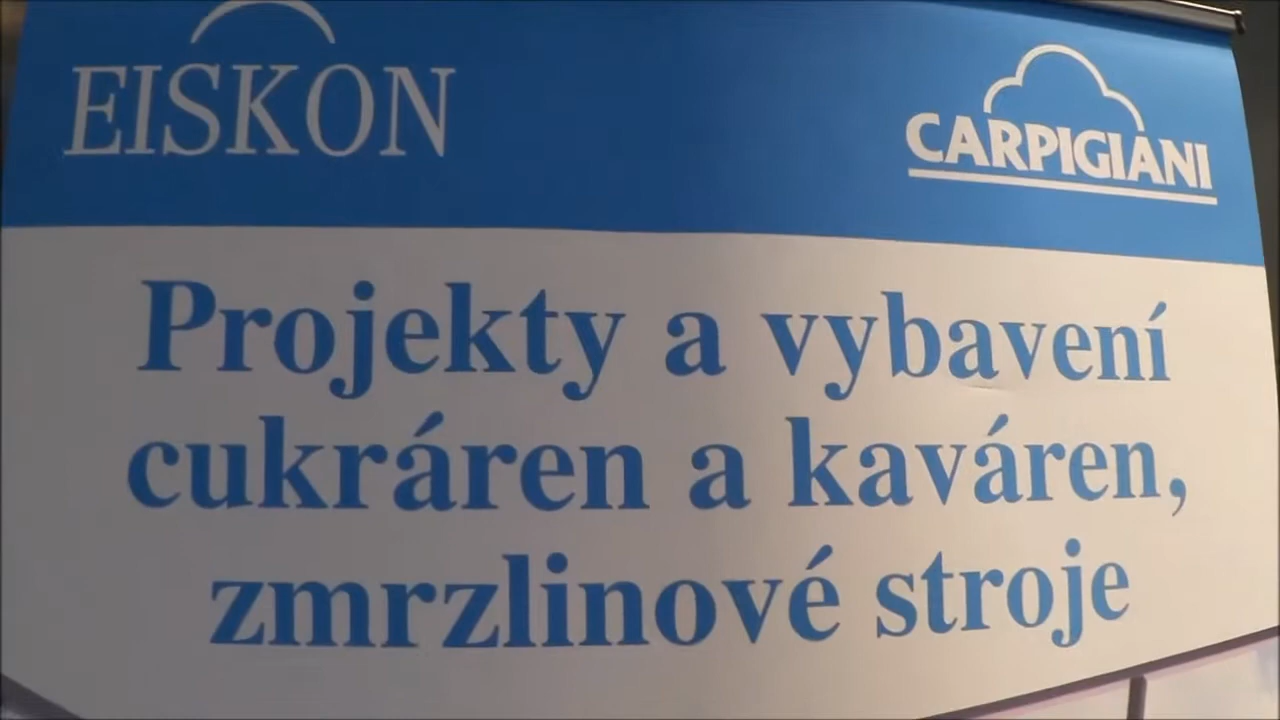 EISKON
CARPIGIANI
Projekty a vybavení
cukráren a kaváren,
zmrzlinové stroje